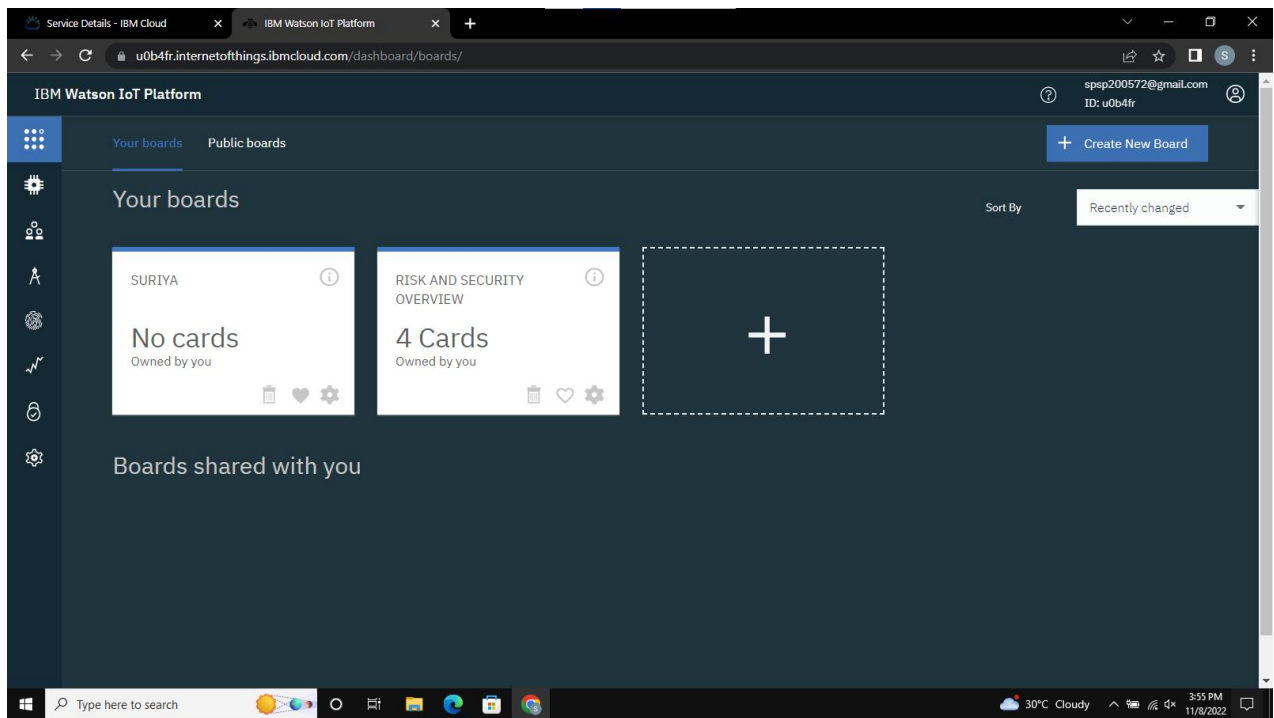 Service Details - IBM Cloud
IBM Watson IoT Platform
u0b4fr.internetofthings.ibmcloud.com/dashboard/boards/
S
IBM Watson IoT Platform
spsp200572@gmail.com
ID: u0b4fr
Your boards
Public boards
Create New Board
Your boards
Sort By
Recently changed
SURIYA
No cards
Owned by you
RISK AND SECURITY
OVERVIEW
4 Cards
Owned by you
Boards shared with you
Type here to search
30°C Cloudy
3:55 PM
11/8/2022